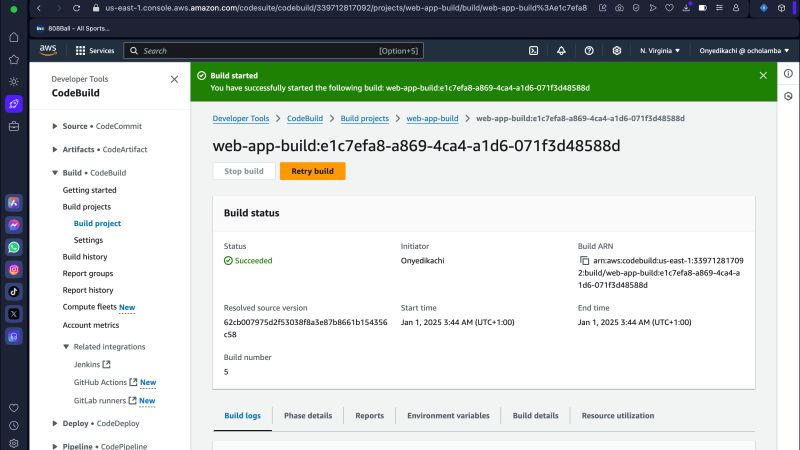 us-east-1.console.aws.amazon.com/codesuite/codebuild/339712817092/projects/web-app-build/build/web-app-build%3Ae1c7efa8
808Ball - All Sports...
aws
Services
Search
[Option+S]
N. Virginia
Onyedikachi @ ocholamba
Developer Tools
CodeBuild
Source • CodeCommit
Artifacts • CodeArtifact
Build • CodeBuild
Getting started
Build projects
Build project
Settings
Build history
Report groups
Report history
Compute fleets New
Account metrics
Related integrations
Jenkins
GitHub Actions New
GitLab runners New
Deploy • CodeDeploy
Pipeline • CodePipeline
Build started
You have successfully started the following build: web-app-build:e1c7efa8-a869-4ca4-a1d6-071f3d48588d
Developer Tools > CodeBuild > Build projects > web-app-build > web-app-build:e1c7efa8-a869-4ca4-a1d6-071f3d48588d
web-app-build:e1c7efa8-a869-4ca4-a1d6-071f3d48588d
Stop build
Retry build
Build status
Status
Succeeded
Initiator
Onyedikachi
Build ARN
arn:aws:codebuild:us-east-1:33971281709
2:build/web-app-build:e1c7efa8-a869-4ca4-a
1d6-071f3d48588d
Resolved source version
62cb007975d2f53038f8a3e87b8661b154356
c58
Start time
Jan 1, 2025 3:44 AM (UTC+1:00)
End time
Jan 1, 2025 3:44 AM (UTC+1:00)
Build number
5
Build logs
Phase details
Reports
Environment variables
Build details
Resource utilization